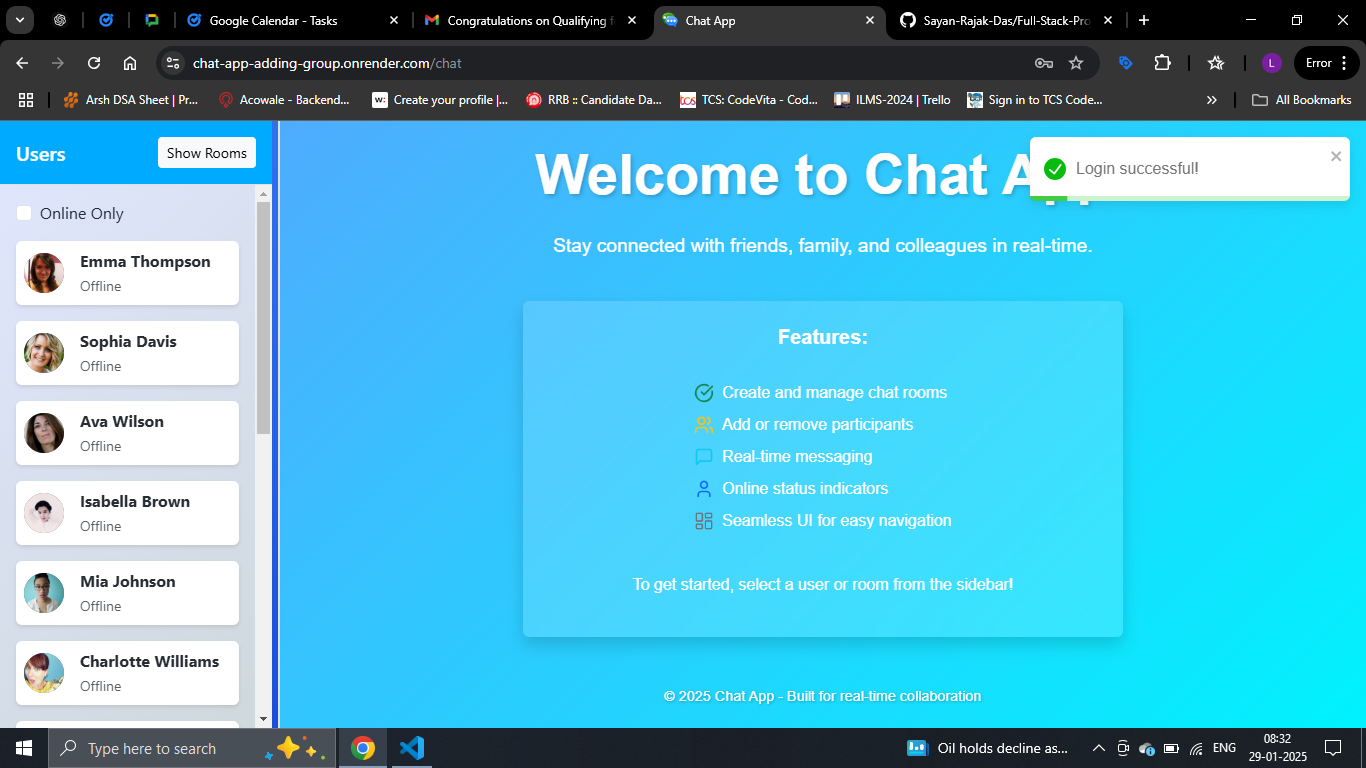 Google Calendar - Tasks
Congratulations on Qualifying f
Chat App
Sayan-Rajak-Das/Full-Stack-Pro
chat-app-adding-group.onrender.com/chat
L
Error
Arsh DSA Sheet | Pr...
Acowale - Backend...
Create your profile |...
RRB :: Candidate Da...
TCS: CodeVita - Cod...
ILMS-2024 | Trello
Sign in to TCS Code...
All Bookmarks
Users
Show Rooms
Online Only
Emma Thompson
Offline
Sophia Davis
Offline
Ava Wilson
Offline
Isabella Brown
Offline
Mia Johnson
Offline
Charlotte Williams
Offline
Welcome to Chat A
Login successful!
Stay connected with friends, family, and colleagues in real-time.
Features:
Create and manage chat rooms
Add or remove participants
Real-time messaging
Online status indicators
Seamless UI for easy navigation
To get started, select a user or room from the sidebar!
© 2025 Chat App - Built for real-time collaboration
Type here to search
Oil holds decline as...
ENG
08:32
29-01-2025